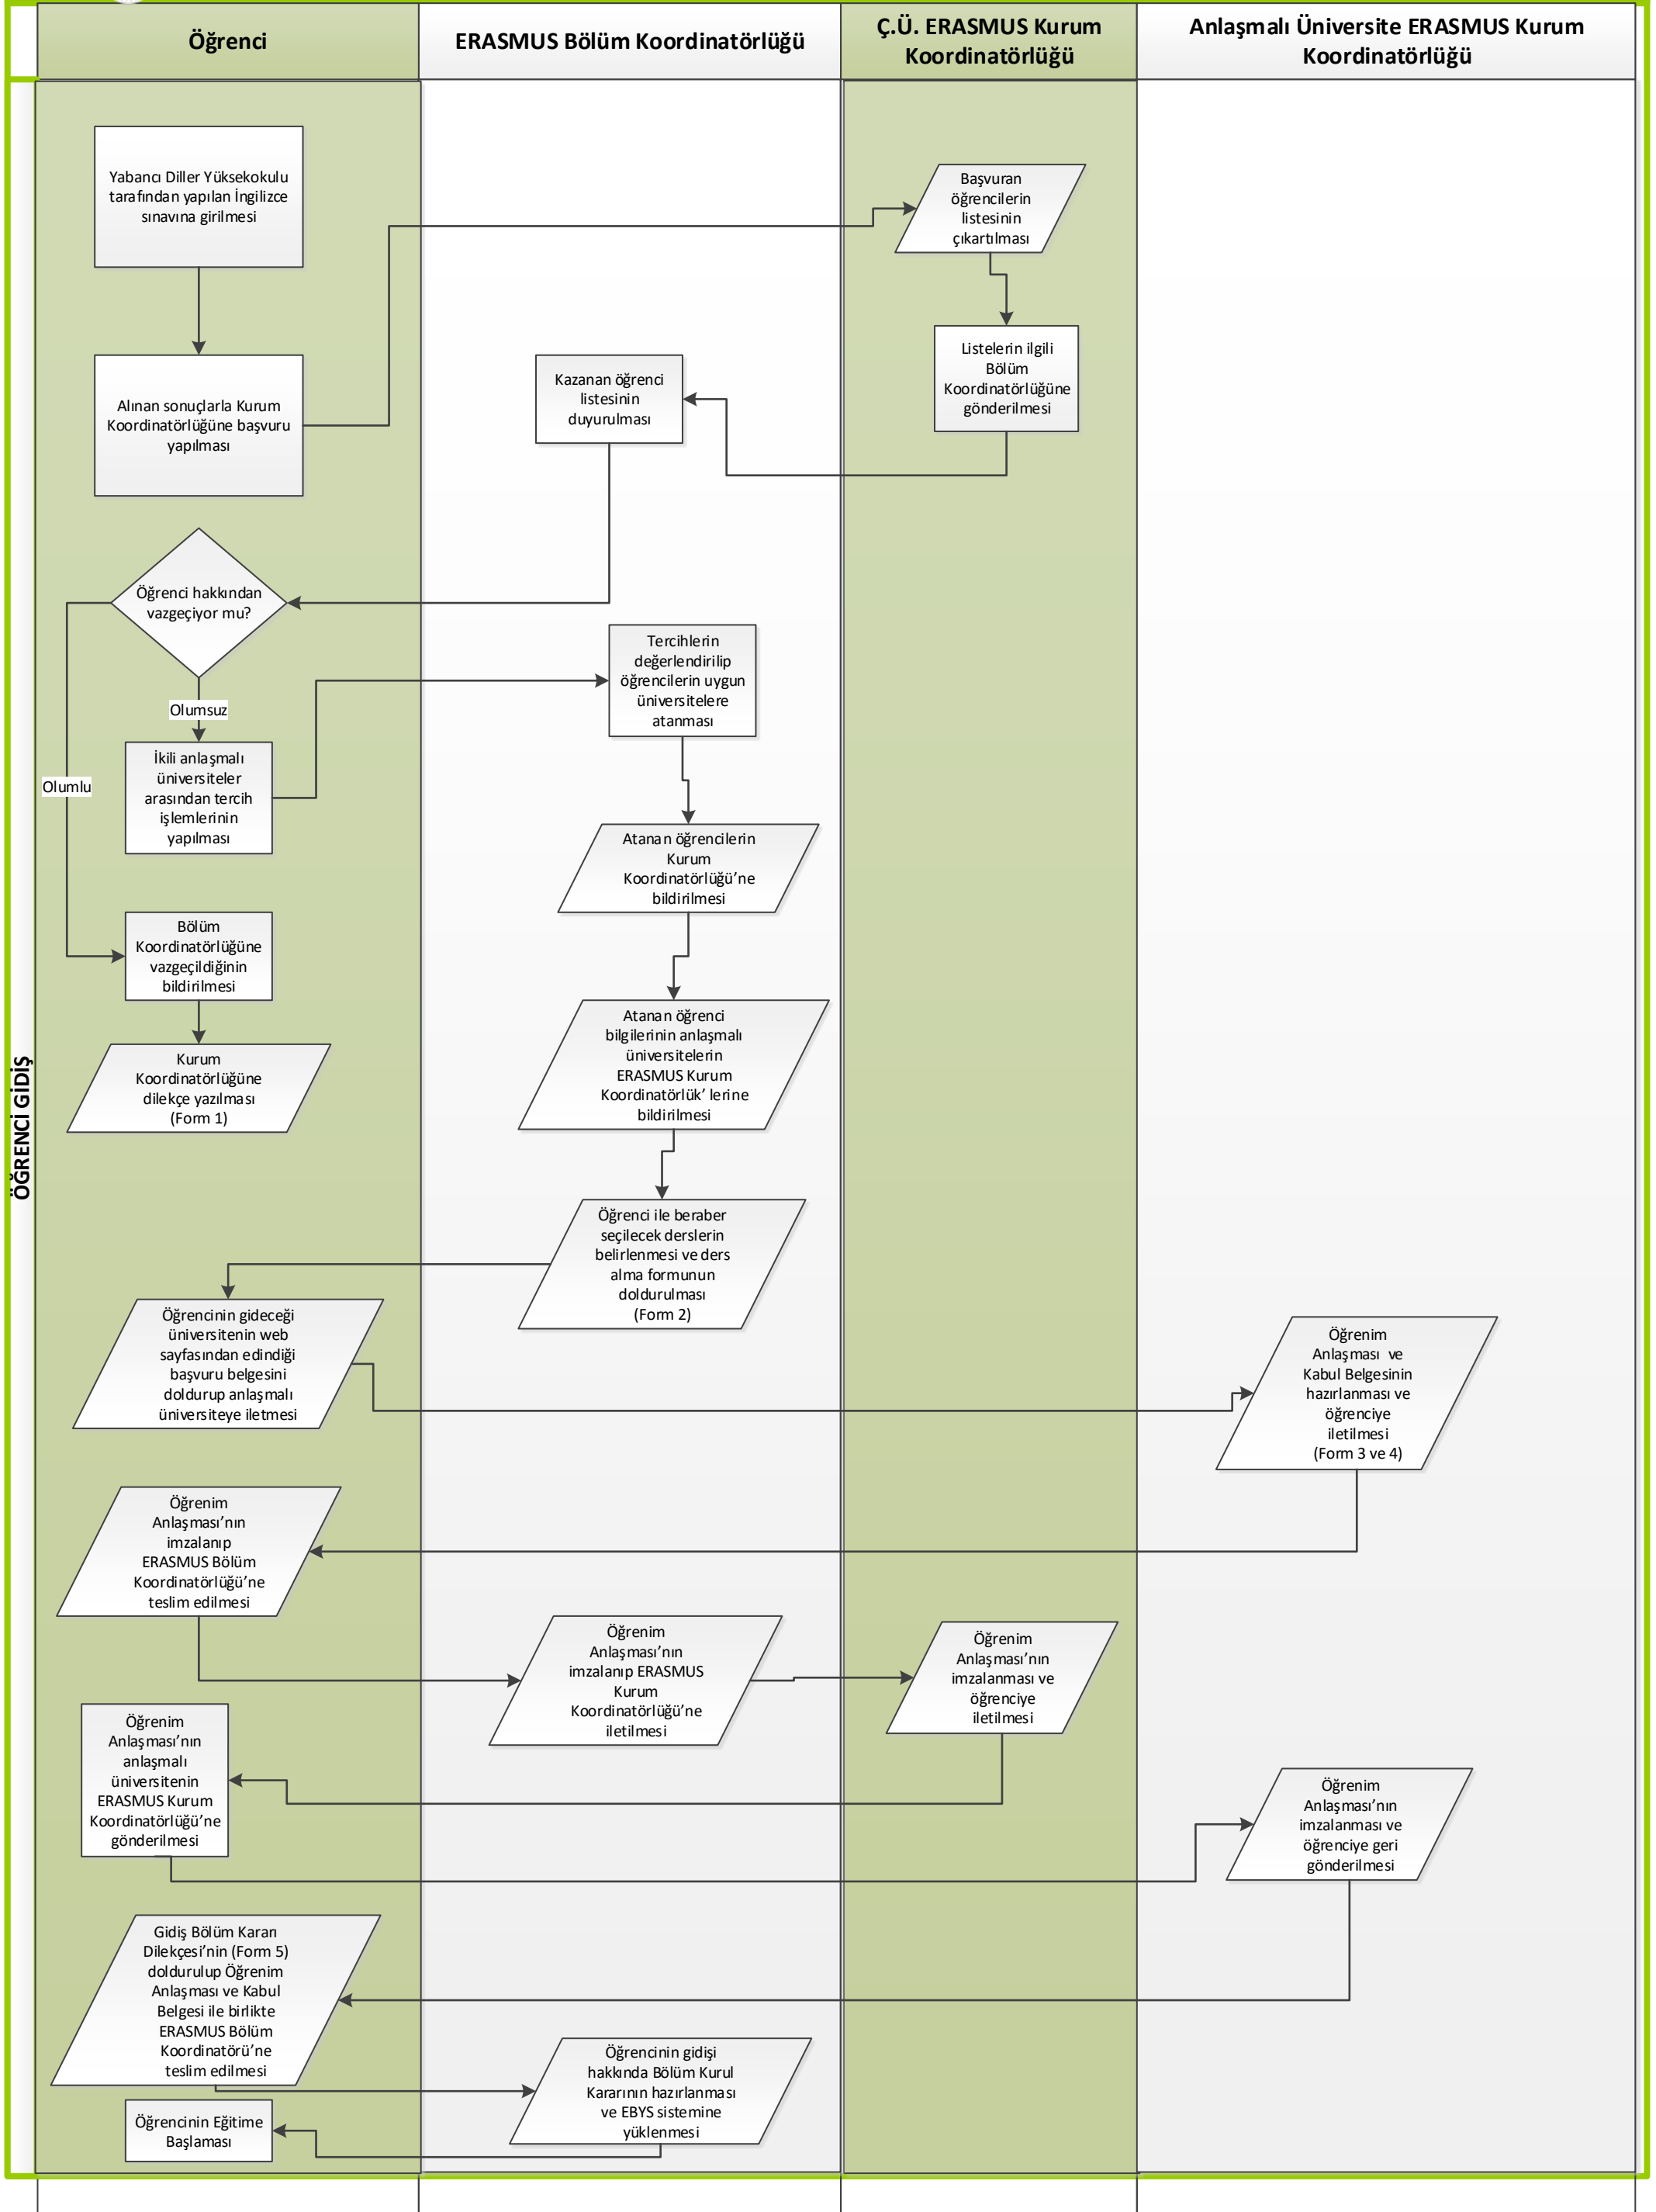 Öğrenci
ERASMUS Bölüm Koordinatörlüğü
Ç.Ü. ERASMUS Kurum
Koordinatörlüğü
Anlaşmalı Üniversite ERASMUS Kurum
Koordinatörlüğü
ÖĞRENCİ GİDİŞ
Yabancı Diller Yüksekokulu
tarafından yapılan İngilizce
sınavına girilmesi
Başvuran
öğrencilerin
listesinin
çıkartılması
Alınan sonuçlarla Kurum
Koordinatörlüğüne başvuru
yapılması
Kazanan öğrenci
listesinin
duyurulması
Listelerin ilgili
Bölüm
Koordinatörlüğüne
gönderilmesi
Öğrenci hakkından
vazgeçiyor mu?
Olumsuz
Olumlu
Tercihlerin
değerlendirilip
öğrencilerin uygun
üniversitelere
atanması
İkili anlaşmalı
üniversiteler
arasından tercih
işlemlerinin
yapılması
Atanan öğrencilerin
Kurum
Koordinatörlüğü’ne
bildirilmesi
Bölüm
Koordinatörlüğüne
vazgeçildiğinin
bildirilmesi
Kurum
Koordinatörlüğüne
dilekçe yazılması
(Form 1)
Atanan öğrenci
bilgilerinin anlaşmalı
üniversitelerin
ERASMUS Kurum
Koordinatörlük’ lerine
bildirilmesi
Öğrenci ile beraber
seçilecek derslerin
belirlenmesi ve ders
alma formunun
doldurulması
(Form 2)
Öğrencinin gideceği
üniversitenin web
sayfasından edindiği
başvuru belgesini
doldurup anlaşmalı
üniversiteye iletmesi
Öğrenim
Anlaşması ve
Kabul Belgesinin
hazırlanması ve
öğrenciye
iletilmesi
(Form 3 ve 4)
Öğrenim
Anlaşması’nın
imzalanıp
ERASMUS Bölüm
Koordinatörlüğü’ne
teslim edilmesi
Öğrenim
Anlaşması’nın
imzalanıp ERASMUS
Kurum
Koordinatörlüğü’ne
iletilmesi
Öğrenim
Anlaşması’nın
imzalanması ve
öğrenciye
iletilmesi
Öğrenim
Anlaşması’nın
anlaşmalı
üniversitenin
ERASMUS Kurum
Koordinatörlüğü’ne
gönderilmesi
Öğrenim
Anlaşması’nın
imzalanması ve
öğrenciye geri
gönderilmesi
Gidiş Bölüm Kararı
Dilekçesi’nin (Form 5)
doldurulup Öğrenim
Anlaşması ve Kabul
Belgesi ile birlikte
ERASMUS Bölüm
Koordinatörü’ne
teslim edilmesi
Öğrencinin gidişi
hakkında Bölüm Kurul
Kararının hazırlanması
ve EBYS sistemine
yüklenmesi
Öğrencinin Eğitime
Başlaması